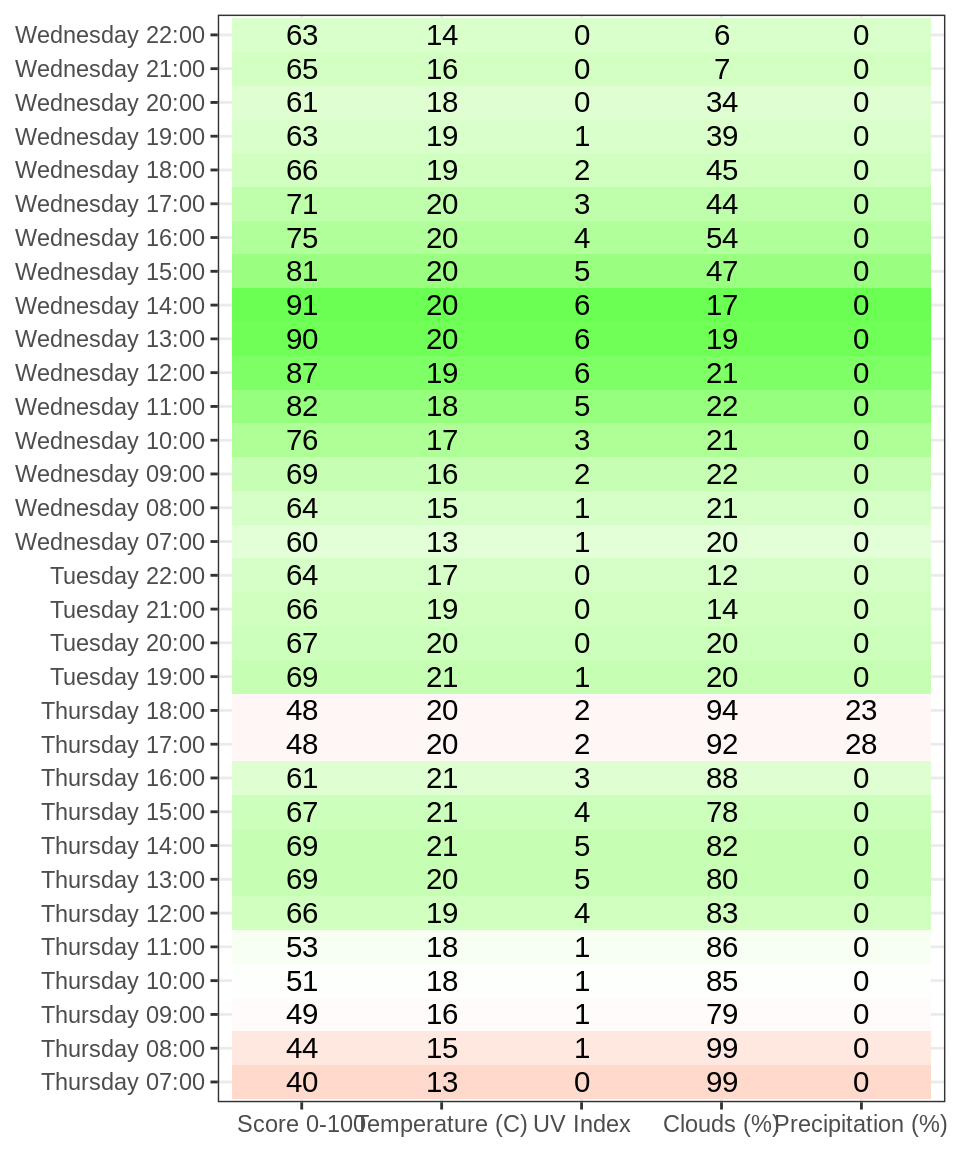 Wednesday 22:00 63 14 0 6 0
Wednesday 21:00 65 16 0 7 0
Wednesday 20:00 61 18 0 34 0
Wednesday 19:00 63 19 1 39 0
Wednesday 18:00 66 19 2 45 0
Wednesday 17:00 71 20 3 44 0
Wednesday 16:00 75 20 4 54 0
Wednesday 15:00 81 20 5 47 0
Wednesday 14:00 91 20 6 17 0
Wednesday 13:00 90 20 6 19 0
Wednesday 12:00 87 19 6 21 0
Wednesday 11:00 82 18 5 22 0
Wednesday 10:00 76 17 3 21 0
Wednesday 09:00 69 16 2 22 0
Wednesday 08:00 64 15 1 21 0
Wednesday 07:00 60 13 1 20 0
Tuesday 22:00 64 17 0 12 0
Tuesday 21:00 66 19 0 14 0
Tuesday 20:00 67 20 0 20 0
Tuesday 19:00 69 21 1 20 0
Thursday 18:00 48 20 2 94 23
Thursday 17:00 48 20 2 92 28
Thursday 16:00 61 21 3 88 0
Thursday 15:00 67 21 4 78 0
Thursday 14:00 69 21 5 82 0
Thursday 13:00 69 20 5 80 0
Thursday 12:00 66 19 4 83 0
Thursday 11:00 53 18 1 86 0
Thursday 10:00 51 18 1 85 0
Thursday 09:00 49 16 1 79 0
Thursday 08:00 44 15 1 99 0
Thursday 07:00 40 13 0 99 0
Score 0-100 Temperature (C) UV Index Clouds (%) Precipitation (%)